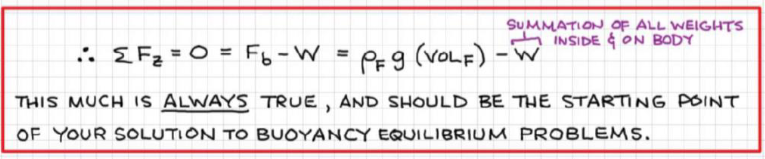 SUMMATION OF ALL WEIGHTS
INSIDE & ON BODY
∴ ΣF_z = 0 = F_b - W = ρ_F g (VOL_F) - W
THIS MUCH IS ALWAYS TRUE, AND SHOULD BE THE STARTING POINT
OF YOUR SOLUTION TO BUOYANCY EQUILIBRIUM PROBLEMS.